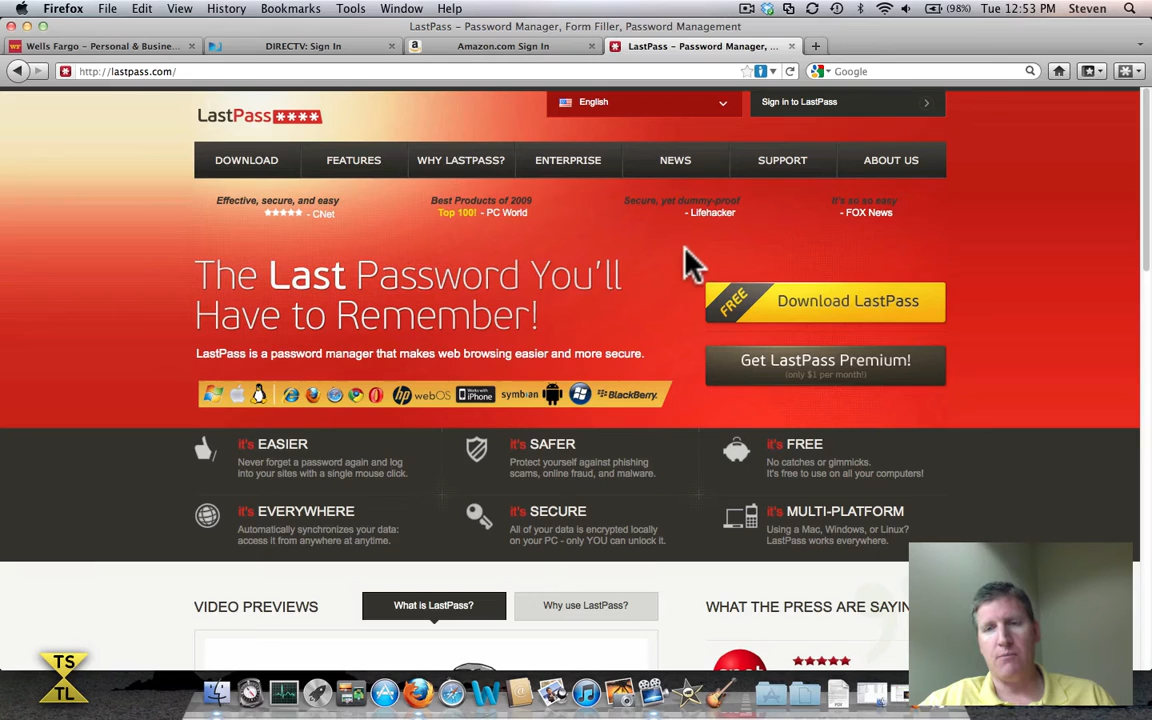 Firefox File Edit View History Bookmarks Tools Window Help (98%) Tue 12:53 PM Steven
LastPass – Password Manager, Form Filler, Password Management
Wells Fargo – Personal & Busine... DIRECTV: Sign In Amazon.com Sign In LastPass – Password Manager, ...
http://lastpass.com/ Google
LastPass **** English Sign in to LastPass
DOWNLOAD FEATURES WHY LASTPASS? ENTERPRISE NEWS SUPPORT ABOUT US
Effective, secure, and easy Best Products of 2009 Secure, yet dummy-proof It's so so easy
- CNet Top 100! - PC World - Lifehacker - FOX News
The Last Password You'll
Have to Remember!
FREE Download LastPass
LastPass is a password manager that makes web browsing easier and more secure.
Get LastPass Premium!
(only $1 per month!)
hp webOS Works with iPhone symbian BlackBerry.
it's EASIER it's SAFER it's FREE
Never forget a password again and log Protect yourself against phishing No catches or gimmicks.
into your sites with a single mouse click. scams, online fraud, and malware. It's free to use on all your computers!
it's EVERYWHERE it's SECURE it's MULTI-PLATFORM
Automatically synchronizes your data: All of your data is encrypted locally Using a Mac, Windows, or Linux?
access it from anywhere at anytime. on your PC - only YOU can unlock it. LastPass works everywhere.
VIDEO PREVIEWS What is LastPass? Why use LastPass? WHAT THE PRESS ARE SAYIN
TS
TL